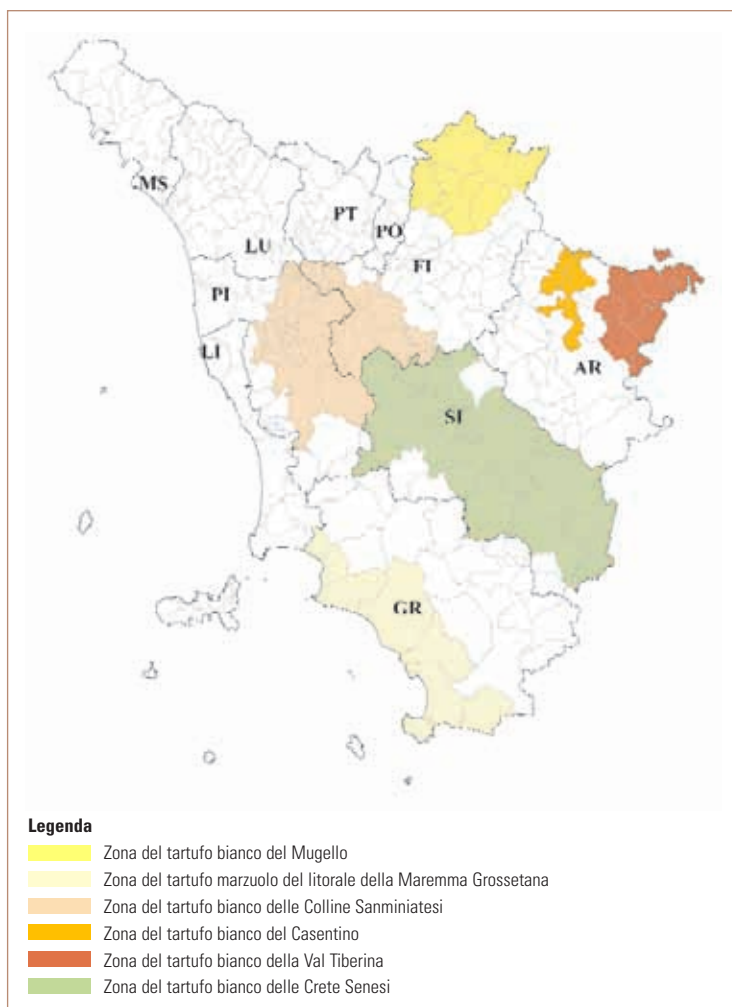 MS
PT
PO
LU
FI
PI
LI
AR
SI
GR
Legenda
Zona del tartufo bianco del Mugello
Zona del tartufo marzuolo del litorale della Maremma Grossetana
Zona del tartufo bianco delle Colline Sanminiatesi
Zona del tartufo bianco del Casentino
Zona del tartufo bianco della Val Tiberina
Zona del tartufo bianco delle Crete Senesi